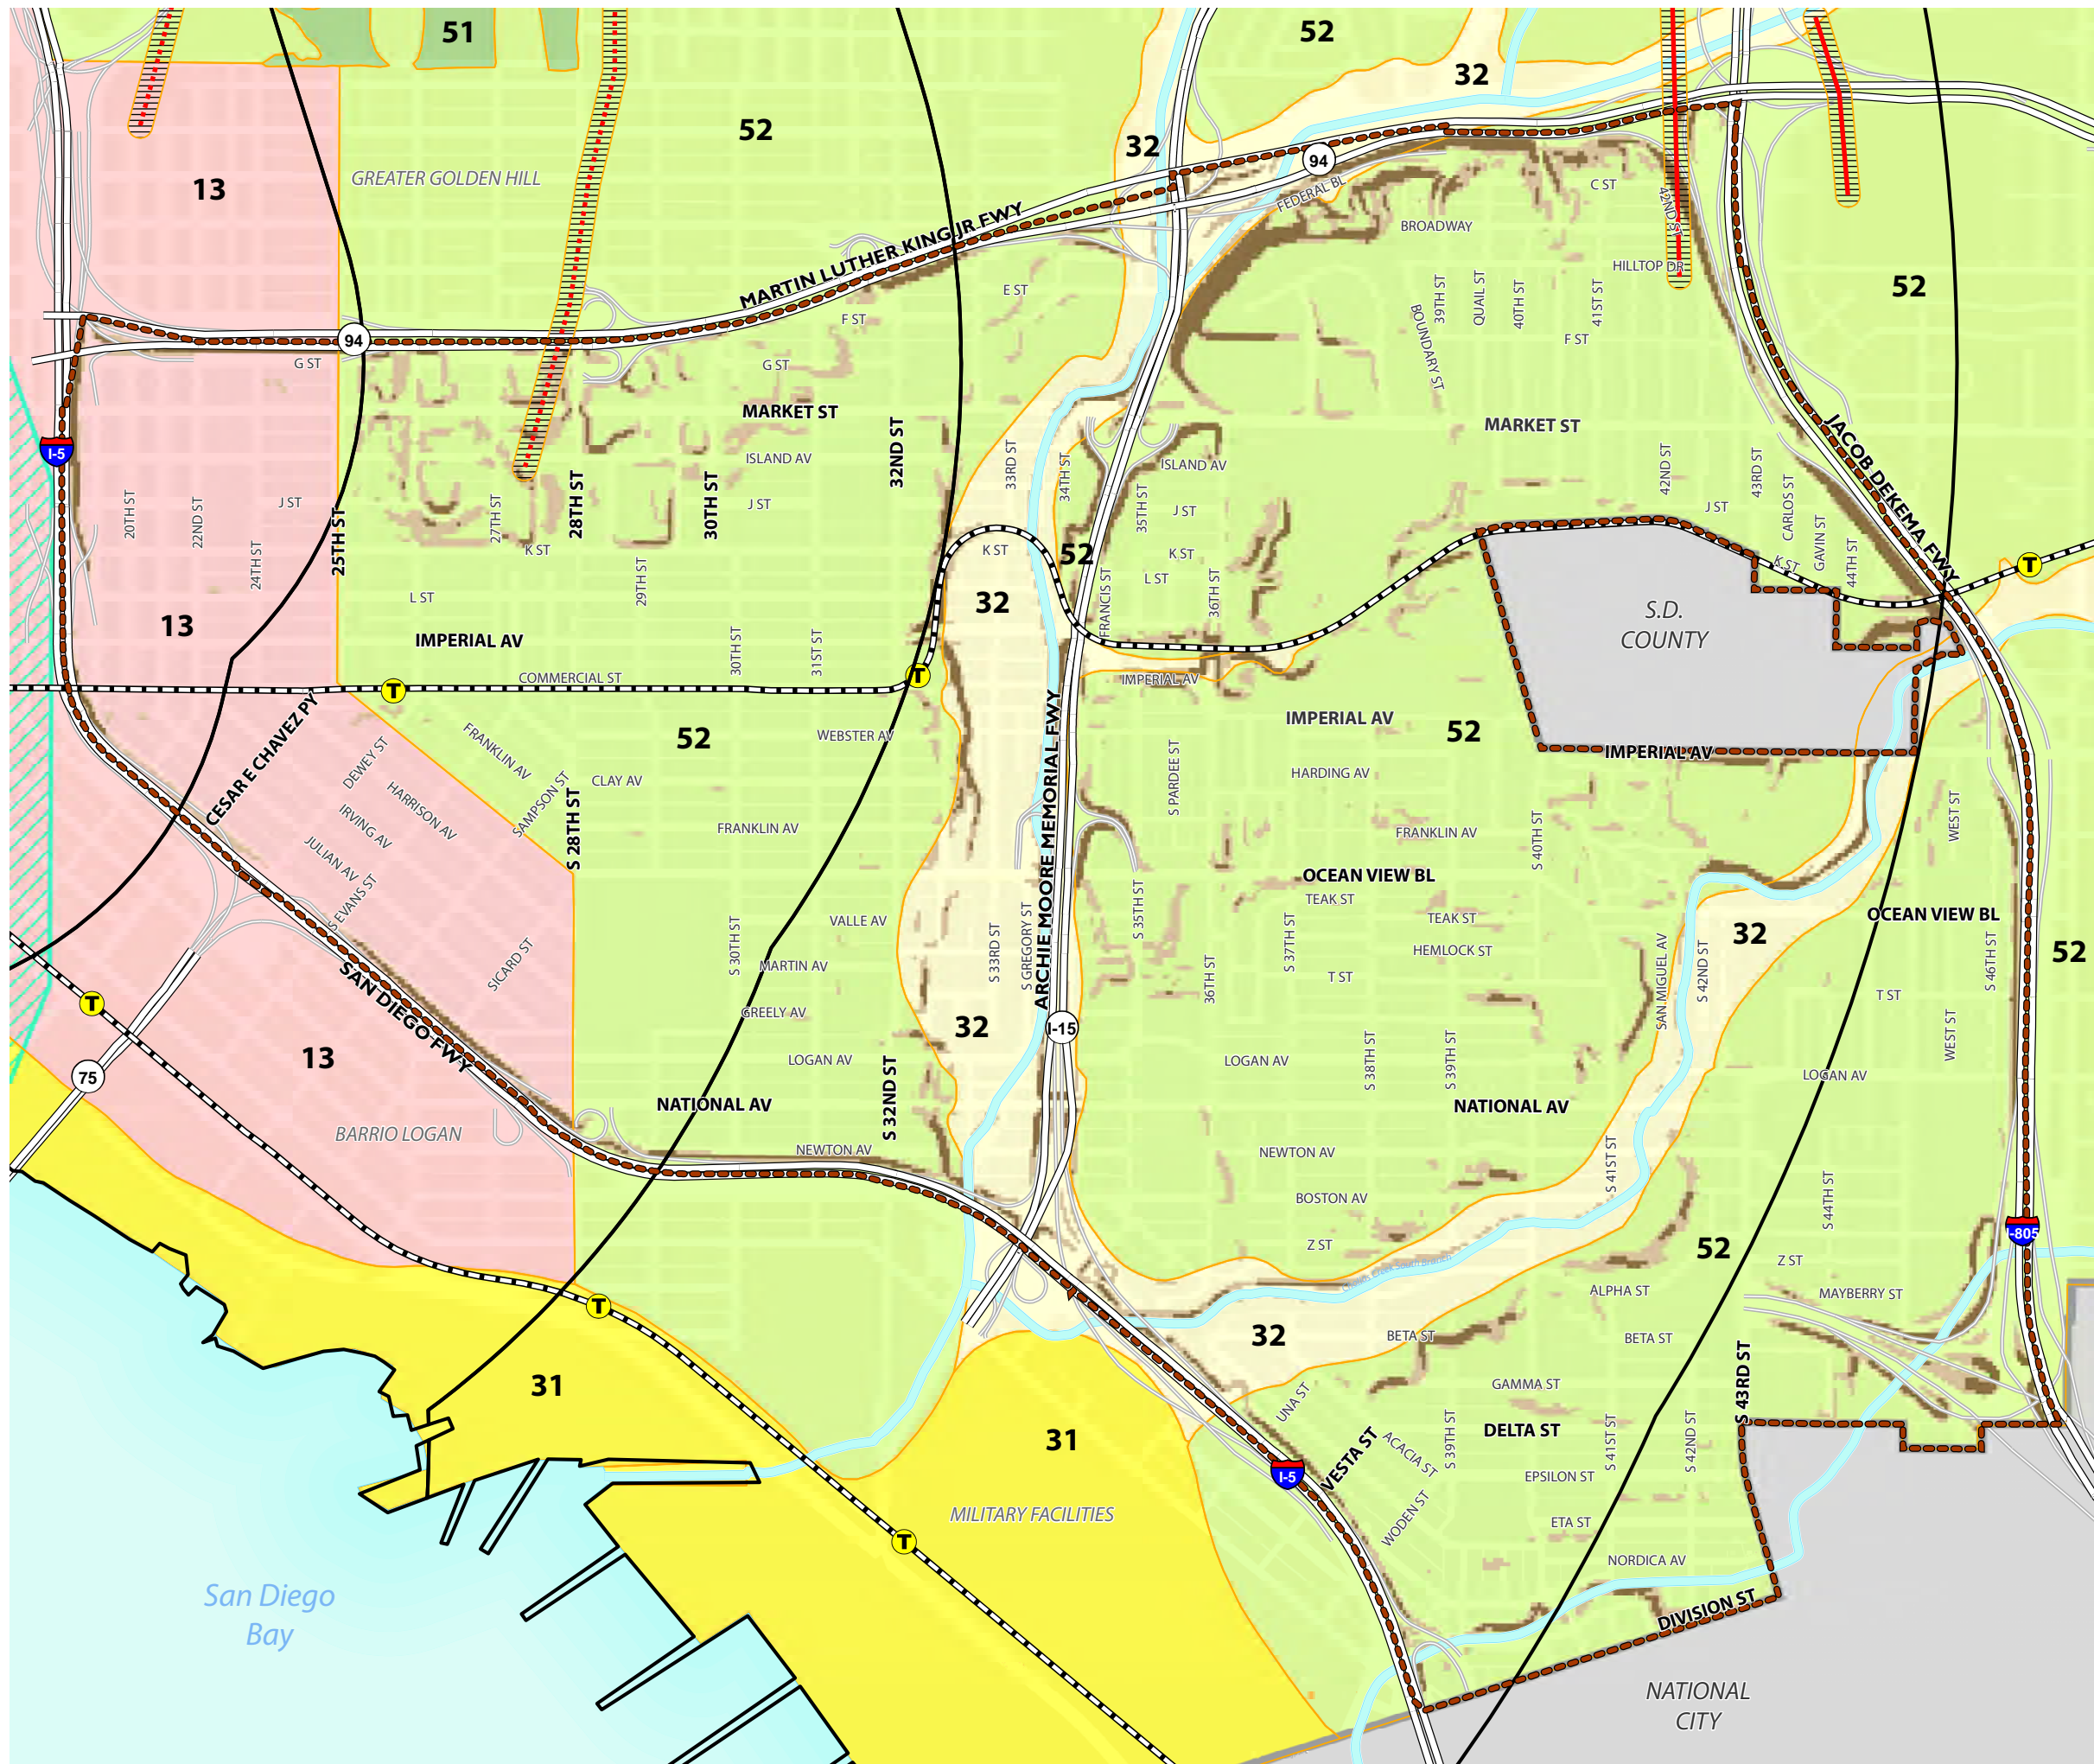 51
52
52
32
32
13
GREATER GOLDEN HILL
94
FEDERAL BL
C ST
42ND ST
MARTIN LUTHER KING JR FWY
BROADWAY
HILLTOP DR
52
E ST
F ST
39TH ST
QUAIL ST
40TH ST
41ST ST
BOUNDARY ST
F ST
94
G ST
G ST
MARKET ST
MARKET ST
JACOB DEKEMA FWY
I-5
32ND ST
ISLAND AV
33RD ST
34TH ST
ISLAND AV
42ND ST
43RD ST
20TH ST
22ND ST
J ST
24TH ST
25TH ST
27TH ST
28TH ST
30TH ST
J ST
35TH ST
J ST
J ST
CARLOS ST
GAVIN ST
44TH ST
K ST
29TH ST
K ST
52
K ST
K ST
T
L ST
L ST
36TH ST
FRANCIS ST
32
S.D.
COUNTY
13
IMPERIAL AV
30TH ST
31ST ST
COMMERCIAL ST
T
T
IMPERIAL AV
CESARE CHAVEZ PY
52
WEBSTER AV
ARCHIE MOORE MEMORIAL FWY
IMPERIAL AV
52
IMPERIAL AV
DEWEY ST
FRANKLIN AV
SAMPSON ST
CLAY AV
S PARDEE ST
HARDING AV
HARRISON AV
IRVING AV
JULIAN AV
S EVANS ST
S 28TH ST
FRANKLIN AV
FRANKLIN AV
S 40TH ST
WEST ST
OCEAN VIEW BL
TEAK ST
TEAK ST
OCEAN VIEW BL
VALLE AV
S 30TH ST
S 33RD ST
S GREGORY ST
S 35TH ST
S 37TH ST
HEMLOCK ST
SAN MIGUEL AV
S 42ND ST
32
S 46TH ST
52
SICARD ST
SAN DIEGO FWY
MARTIN AV
36TH ST
T ST
T ST
T
GREELY AV
32
I-15
WEST ST
13
LOGAN AV
LOGAN AV
S 38TH ST
S 39TH ST
LOGAN AV
75
NATIONAL AV
S 32ND ST
NATIONAL AV
BARRIO LOGAN
NEWTON AV
NEWTON AV
S 41ST ST
BOSTON AV
S 44TH ST
Z ST
52
Z ST
I-805
Chollas Creek South Branch
ALPHA ST
MAYBERRY ST
T
32
BETA ST
BETA ST
31
UNA ST
GAMMA ST
S 43RD ST
31
VESTA ST
ACACIA ST
S 39TH ST
DELTA ST
S 41ST ST
S 42ND ST
I-5
EPSILON ST
MILITARY FACILITIES
WODEN ST
ETA ST
T
NORDICA AV
San Diego
Bay
DIVISION ST
NATIONAL
CITY